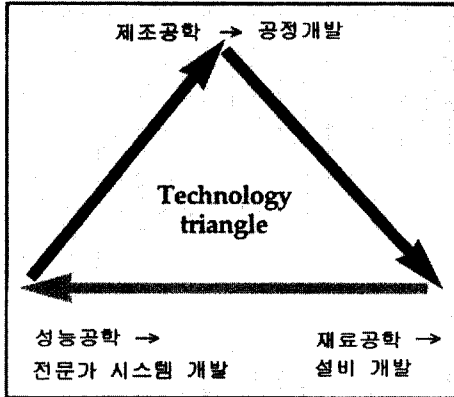 제조공학 → 공정개발
Technology
triangle
성능공학 →
전문가 시스템 개발
재료공학 →
설비 개발